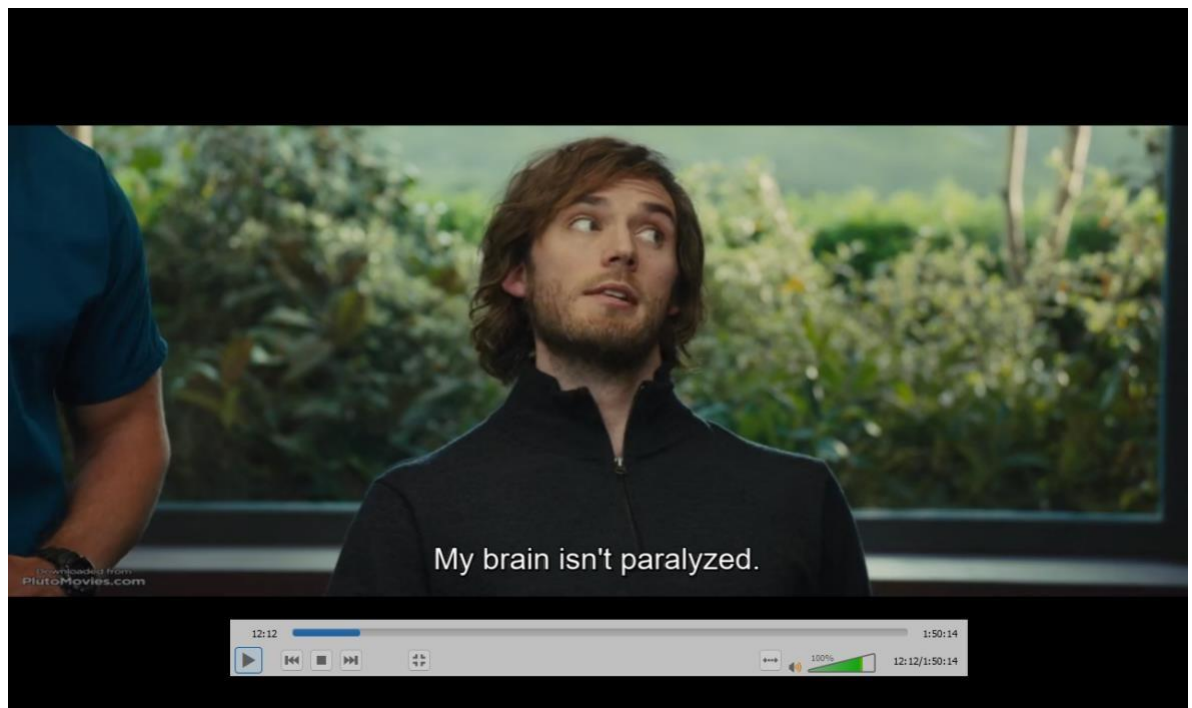 My brain isn't paralyzed.
Downloaded from
PlutoMovies.com
12:12
1:50:14
100%
12:12/1:50:14